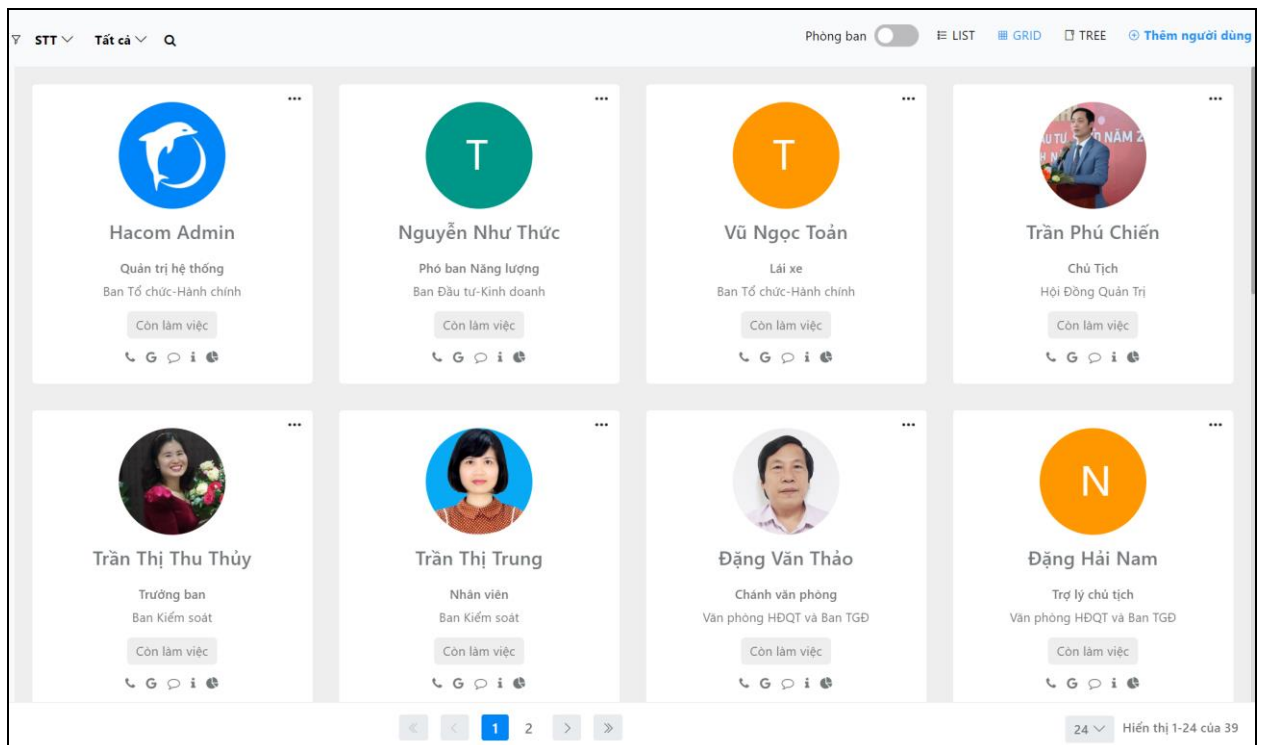 STT Tất cả Phòng ban LIST GRID TREE Thêm người dùng
T T
Hacom Admin Nguyễn Như Thức Vũ Ngọc Toản Trần Phú Chiến
Quản trị hệ thống Phó ban Năng lượng Lái xe Chủ Tịch
Ban Tổ chức-Hành chính Ban Đầu tư-Kinh doanh Ban Tổ chức-Hành chính Hội Đồng Quản Trị
Còn làm việc Còn làm việc Còn làm việc Còn làm việc
G i G i G i G i
N
Trần Thị Thu Thủy Trần Thị Trung Đặng Văn Thảo Đặng Hải Nam
Trưởng ban Nhân viên Chánh văn phòng Trợ lý chủ tịch
Ban Kiểm soát Ban Kiểm soát Văn phòng HĐQT và Ban TGĐ Văn phòng HĐQT và Ban TGĐ
Còn làm việc Còn làm việc Còn làm việc Còn làm việc
G i G i G i G i
« < 1 2 > » 24 Hiển thị 1-24 của 39